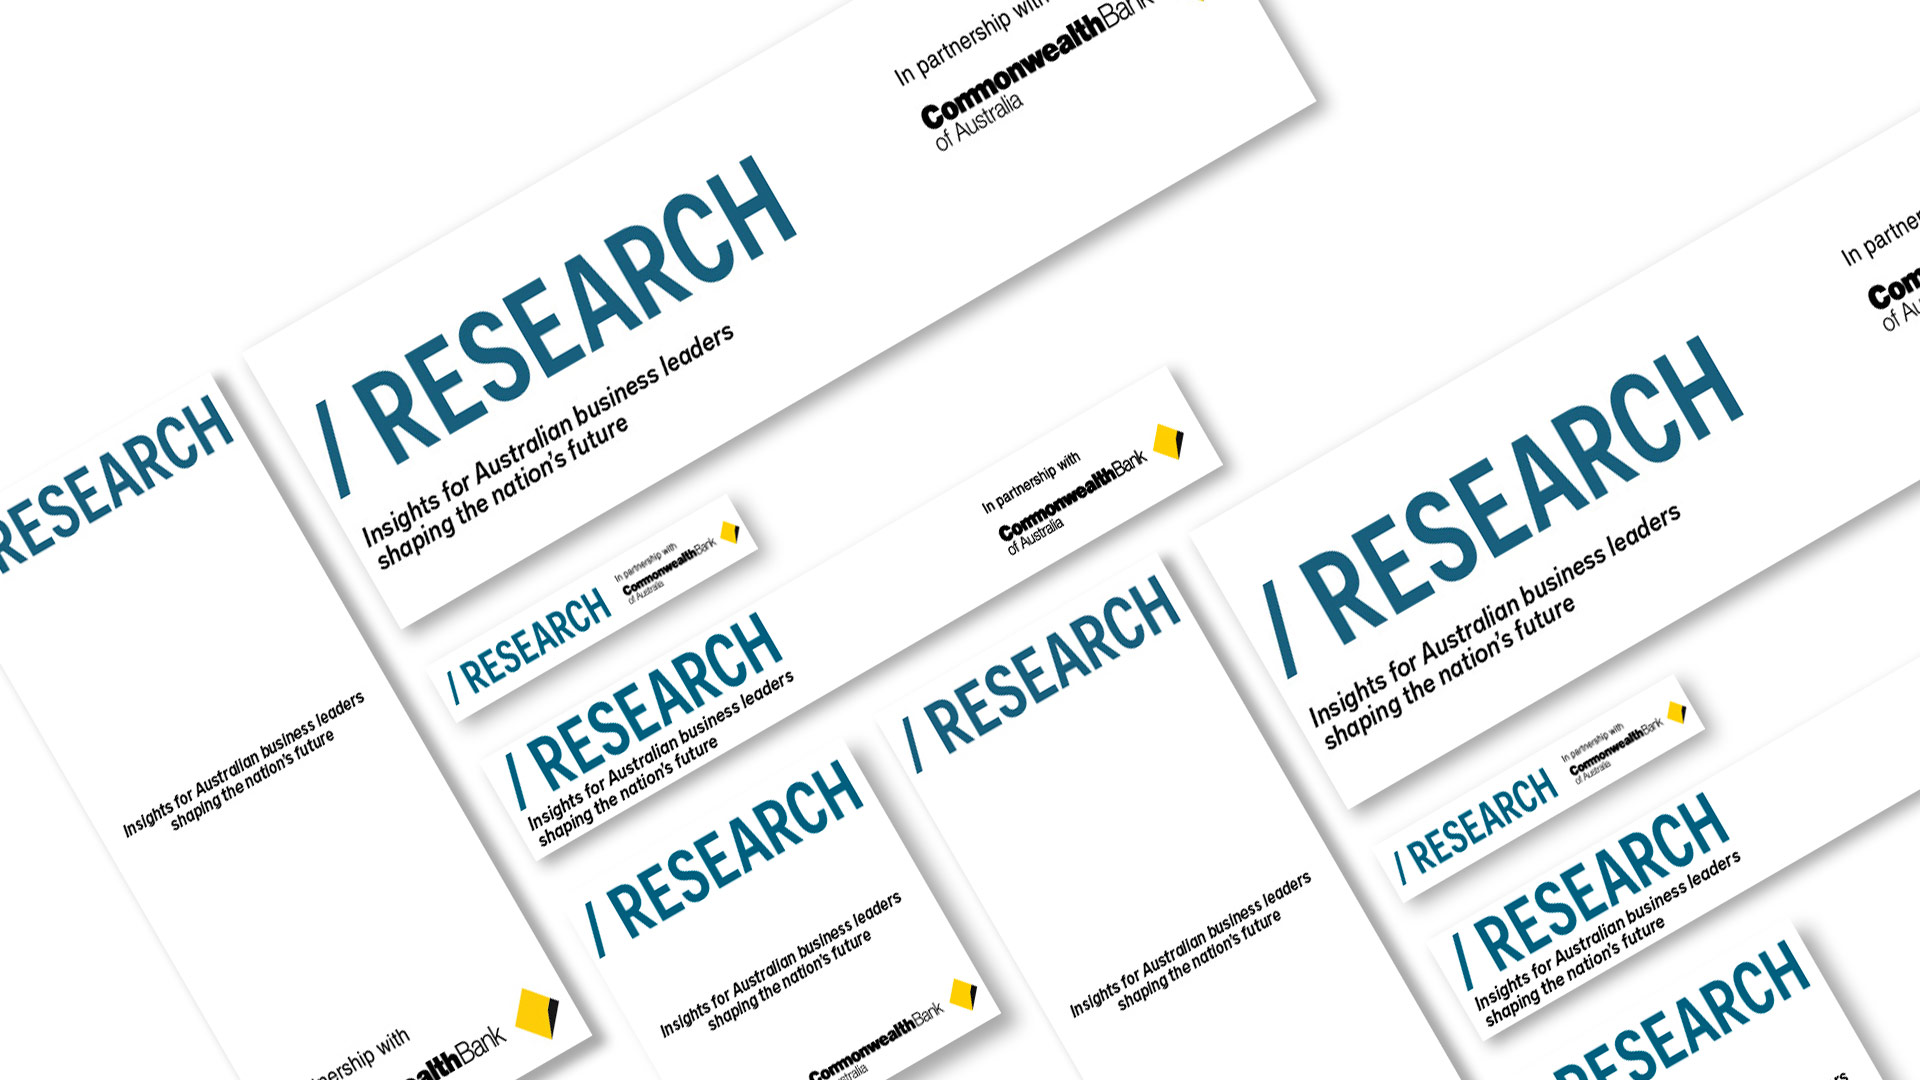 In partnership with
CommonwealthBank
of Australia
/ RESEARCH
Insights for Australian business leaders
shaping the nation's future
RESEARCH
Insights for Australian business leaders
shaping the nation's future
with
Bank
/ RESEARCH
In partnership with
CommonwealthBank
of Australia
/ RESEARCH
Insights for Australian business leaders
shaping the nation's future
In partnership with
CommonwealthBank
of Australia
/ RESEARCH
Insights for Australian business leaders
shaping the nation's future
CommonwealthBank
/ RESEARCH
Insights for Australian business leaders
shaping the nation's future
In
/ RESEARCH
Insights for Australian business leaders
shaping the nation's future
/ RESEARCH
In partnership with
CommonwealthBank
of Australia
/ RESEARCH
Insights for Australian business leaders
shaping the nation's future
RESEARCH